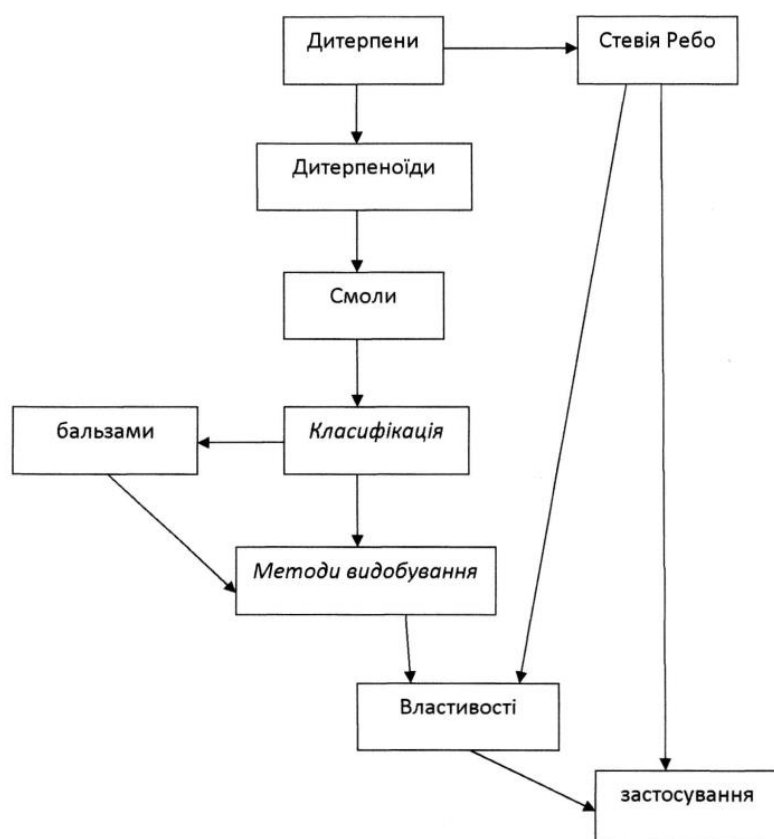 Дитерпени
Стевія Ребо
Дитерпеноїди
Смоли
бальзами
Класифікація
Методи видобування
Властивості
застосування